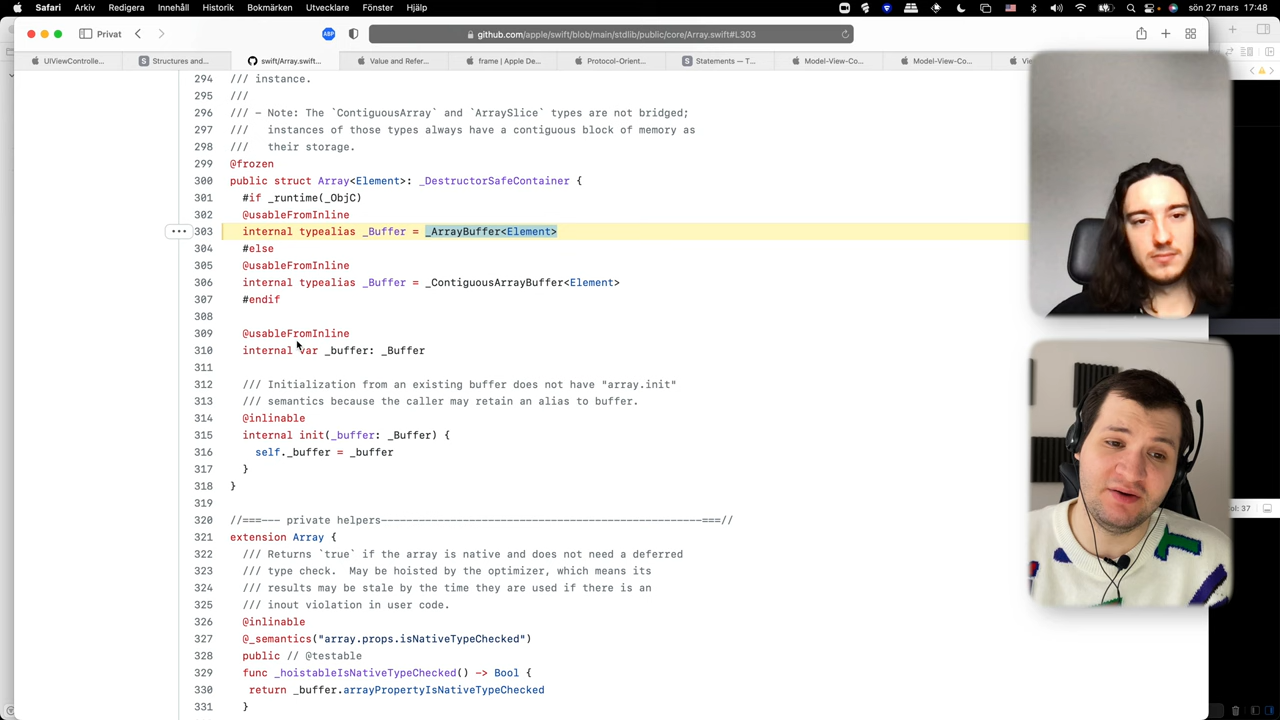 Safari Arkiv Redigera Innehåll Historik Bokmärken Utvecklare Fönster Hjälp
sön 27 mars 17:48
Privat
ABP
github.com/apple/swift/blob/main/stdlib/public/core/Array.swift#L303
UIViewControlle...
Structures and...
swift/Array.swift...
Value and Refer...
frame | Apple De...
Protocol-Orient...
Statements — T...
Model-View-Co...
Model-View-Co...
294 /// instance.
295 ///
296 /// - Note: The `ContiguousArray` and `ArraySlice` types are not bridged;
297 ///   instances of those types always have a contiguous block of memory as
298 ///   their storage.
299 @frozen
300 public struct Array<Element>: _DestructorSafeContainer {
301   #if _runtime(_ObjC)
302   @usableFromInline
303   internal typealias _Buffer = _ArrayBuffer<Element>
304   #else
305   @usableFromInline
306   internal typealias _Buffer = _ContiguousArrayBuffer<Element>
307   #endif
308
309   @usableFromInline
310   internal var _buffer: _Buffer
311
312   /// Initialization from an existing buffer does not have "array.init"
313   /// semantics because the caller may retain an alias to buffer.
314   @inlinable
315   internal init(_buffer: _Buffer) {
316     self._buffer = _buffer
317   }
318 }
319
320 //===--- private helpers---------------------------------------------------===//
321 extension Array {
322   /// Returns `true` if the array is native and does not need a deferred
323   /// type check.  May be hoisted by the optimizer, which means its
324   /// results may be stale by the time they are used if there is an
325   /// inout violation in user code.
326   @inlinable
327   @_semantics("array.props.isNativeTypeChecked")
328   public // @testable
329   func _hoistableIsNativeTypeChecked() -> Bool {
330    return _buffer.arrayPropertyIsNativeTypeChecked
331   }
ol: 37